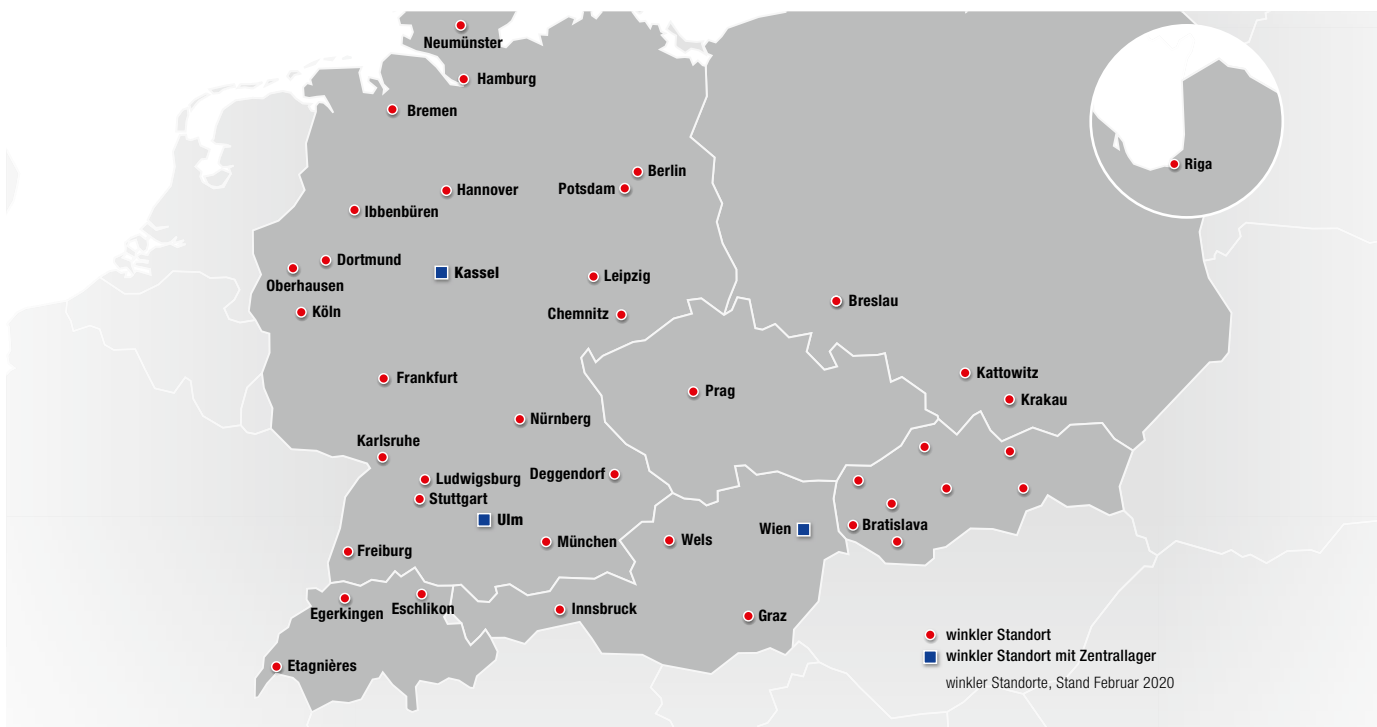 Neumünster
Hamburg
Bremen
Riga
Berlin
Potsdam
Hannover
Ibbenbüren
Dortmund
Oberhausen
Kassel
Leipzig
Köln
Chemnitz
Breslau
Frankfurt
Kattowitz
Prag
Krakau
Nürnberg
Karlsruhe
Ludwigsburg
Deggendorf
Stuttgart
Ulm
Wien
Bratislava
München
Wels
Freiburg
Egerkingen
Eschlikon
Innsbruck
Graz
Etagnières
winkler Standort
winkler Standort mit Zentrallager
winkler Standorte, Stand Februar 2020